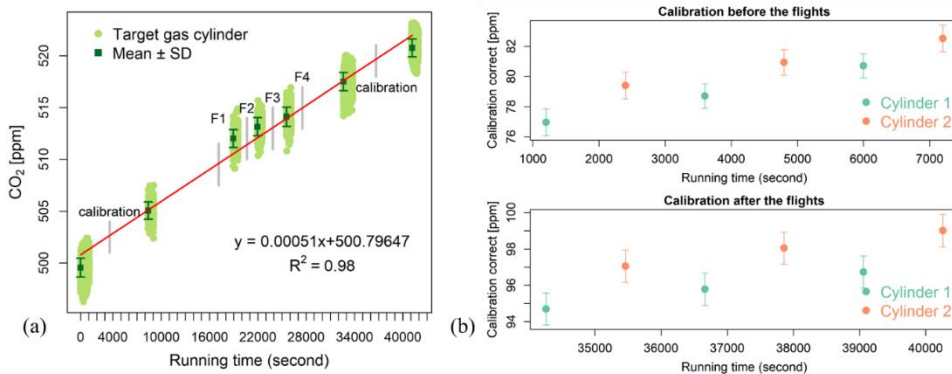 Target gas cylinder
Mean ± SD
CO₂ [ppm]
520
515
510
505
500
F1
F2
F3
F4
calibration
calibration
y = 0.00051x+500.79647
R² = 0.98
0 4000 10000 16000 22000 28000 34000 40000
Running time (second)
(a)
(b)
Calibration before the flights
Calibration correct [ppm]
82
80
78
76
Cylinder 1
Cylinder 2
1000 2000 3000 4000 5000 6000 7000
Running time (second)
Calibration after the flights
Calibration correct [ppm]
100
98
96
94
Cylinder 1
Cylinder 2
35000 36000 37000 38000 39000 40000
Running time (second)